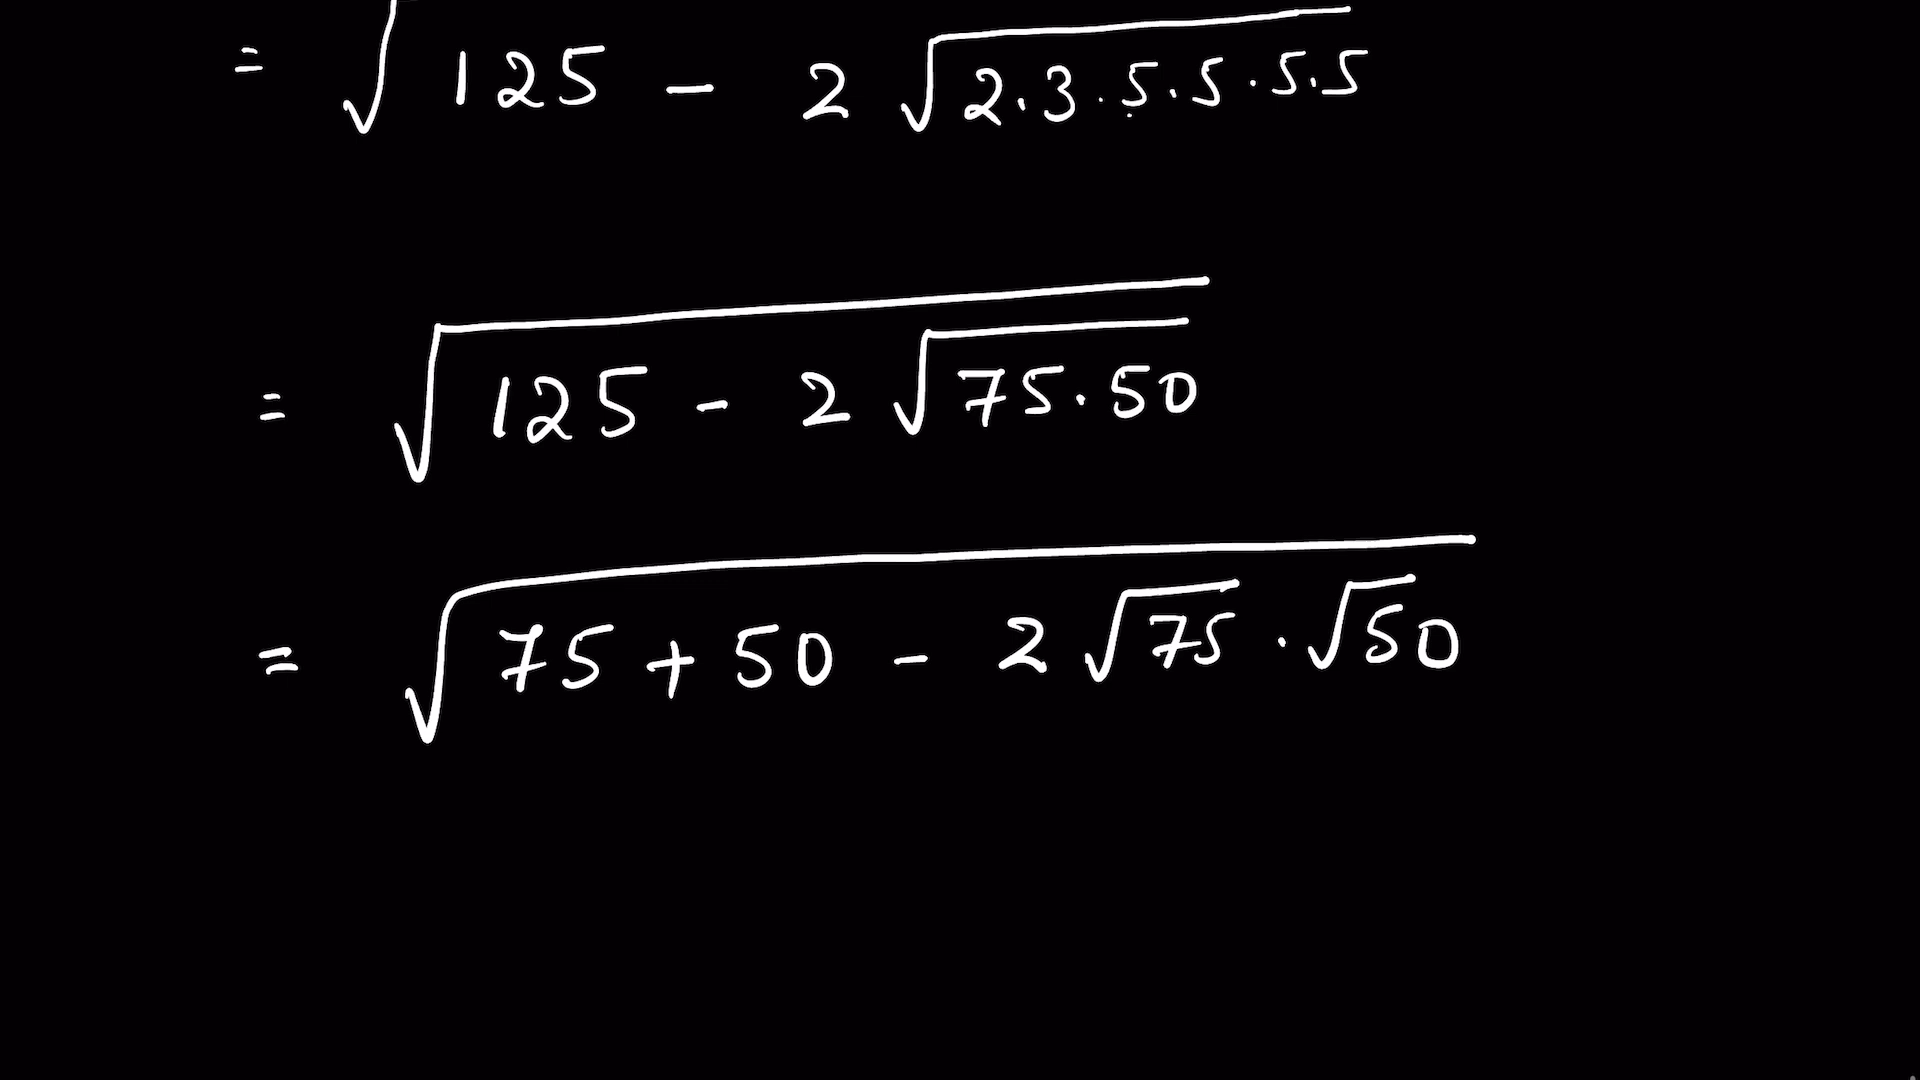 = √125 - 2√2.3.5.5.5.5
= √125 - 2√75.50
= √75 + 50 - 2√75 . √50